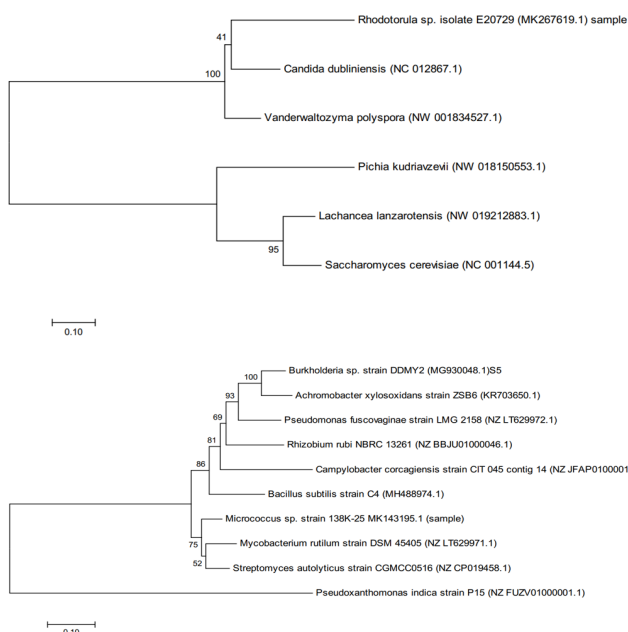 Rhodotorula sp. isolate E20729 (MK267619.1) sample
41
Candida dubliniensis (NC 012867.1)
100
Vanderwaltozyma polyspora (NW 001834527.1)
Pichia kudriavzevii (NW 018150553.1)
Lachancea lanzarotensis (NW 019212883.1)
95
Saccharomyces cerevisiae (NC 001144.5)
0.10
Burkholderia sp. strain DDMY2 (MG930048.1)S5
100
Achromobacter xylosoxidans strain ZSB6 (KR703650.1)
93
Pseudomonas fuscovaginae strain LMG 2158 (NZ LT629972.1)
69
Rhizobium rubi NBRC 13261 (NZ BBJU01000046.1)
81
Campylobacter corcagiensis strain CIT 045 contig 14 (NZ JFAP0100001
86
Bacillus subtilis strain C4 (MH488974.1)
Micrococcus sp. strain 138K-25 MK143195.1 (sample)
75
Mycobacterium rutilum strain DSM 45405 (NZ LT629971.1)
52
Streptomyces autolyticus strain CGMCC0516 (NZ CP019458.1)
Pseudoxanthomonas indica strain P15 (NZ FUZV01000001.1)
0.10